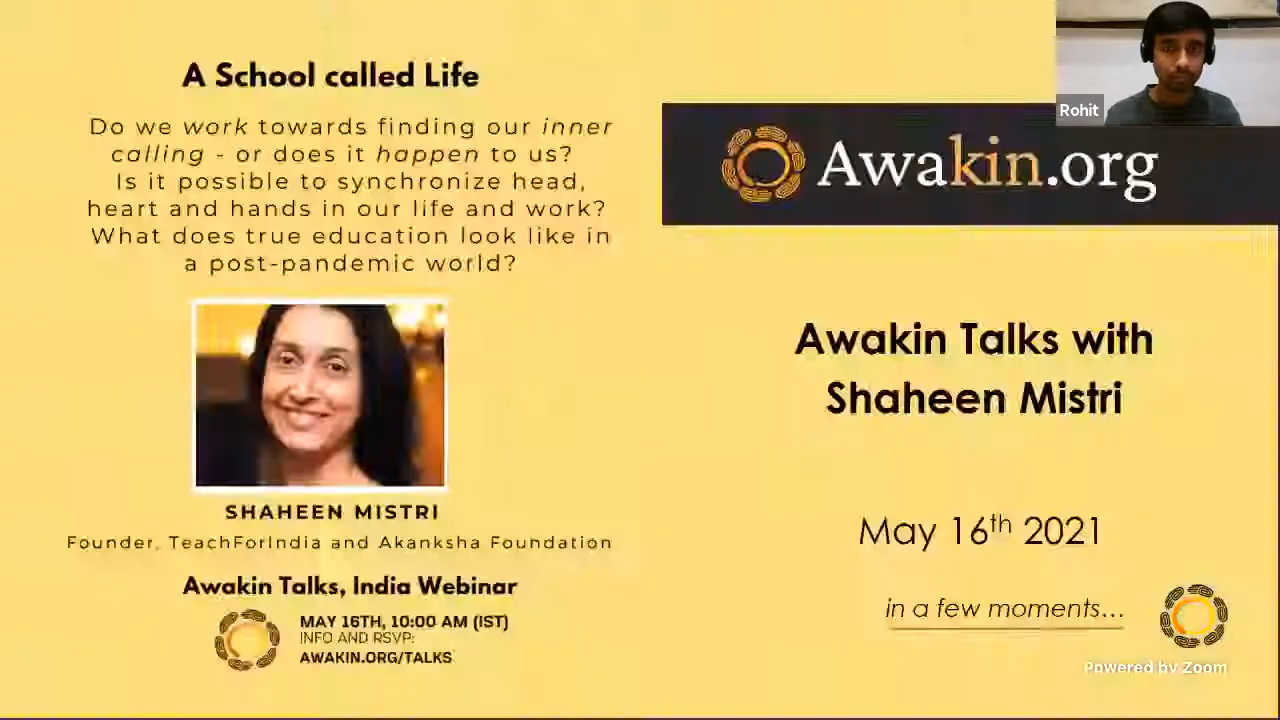 A School called Life
Do we work towards finding our inner
calling - or does it happen to us?
Is it possible to synchronize head,
heart and hands in our life and work?
What does true education look like in
a post-pandemic world?
SHAHEEN MISTRI
Founder, TeachForIndia and Akanksha Foundation
Awakin Talks, India Webinar
MAY 16TH, 10:00 AM (IST)
INFO AND RSVP:
AWAKIN.ORG/TALKS
Rohit
Awakin.org
Awakin Talks with
Shaheen Mistri
May 16th 2021
in a few moments...
Powered by Zoom